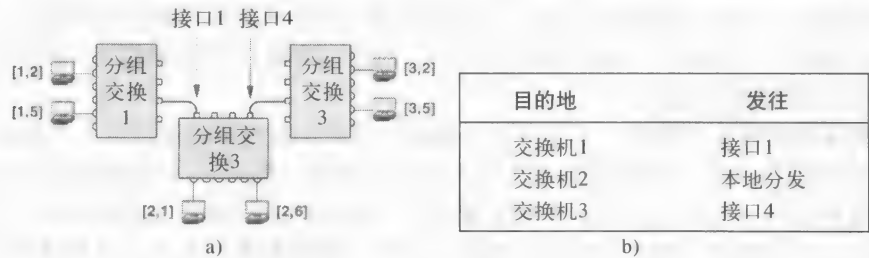 接口1 接口4
[1,2]
[1,5]
分组
交换
1
分组
交换
3
[3,2]
[3,5]
分组交
换3
[2,1]
[2,6]
a)
目的地 发往
交换机1 接口1
交换机2 本地分发
交换机3 接口4
b)